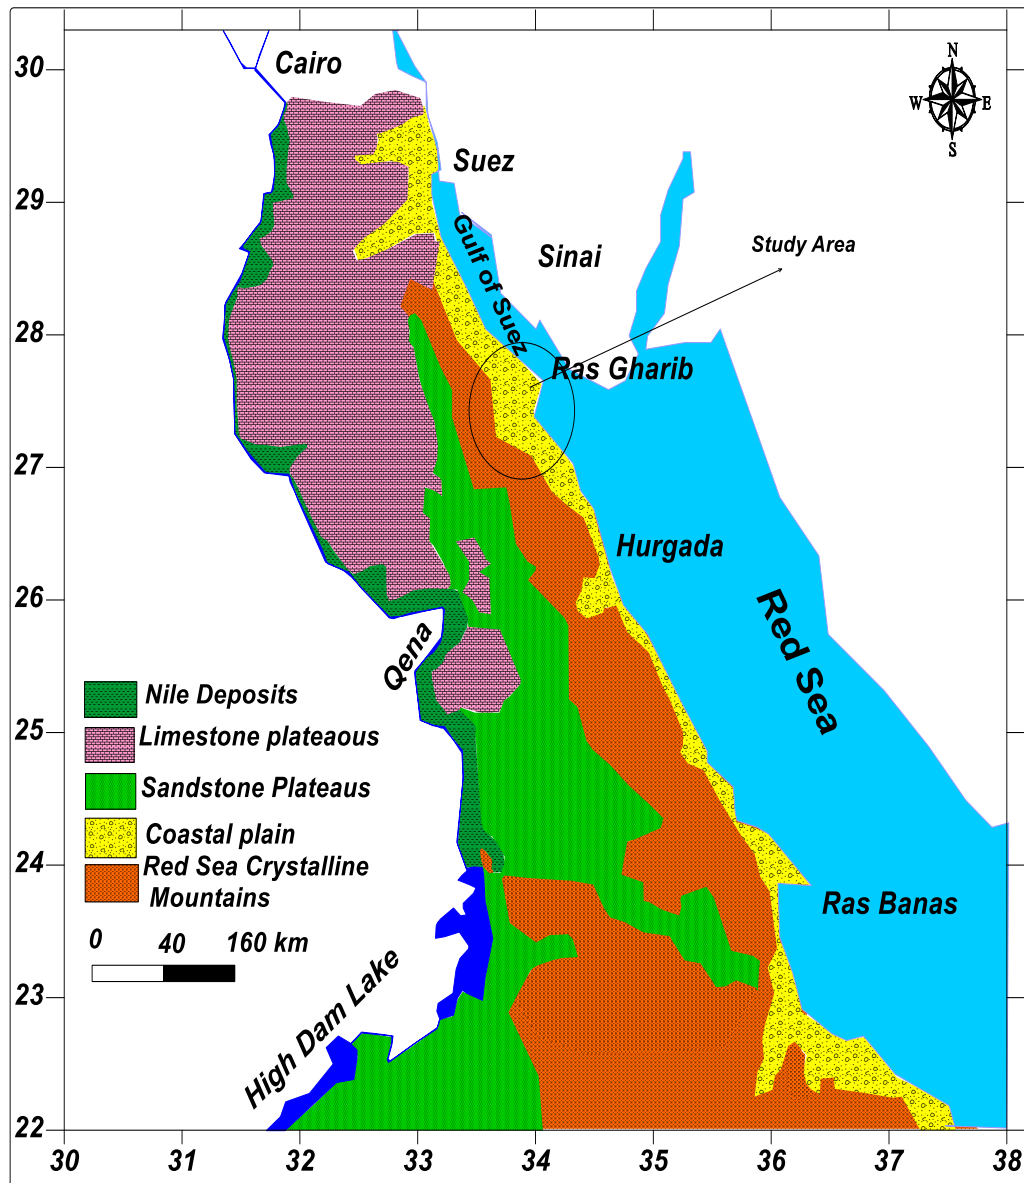 N
W E
S
30
29
28
27
26
25
24
23
22
Cairo
Suez
Gulf of Suez
Sinai
Study Area
Ras Gharib
Hurgada
Red Sea
Qena
Ras Banas
High Dam Lake
Nile Deposits
Limestone plateaous
Sandstone Plateaus
Coastal plain
Red Sea Crystalline
Mountains
0 40 160 km
30 31 32 33 34 35 36 37 38